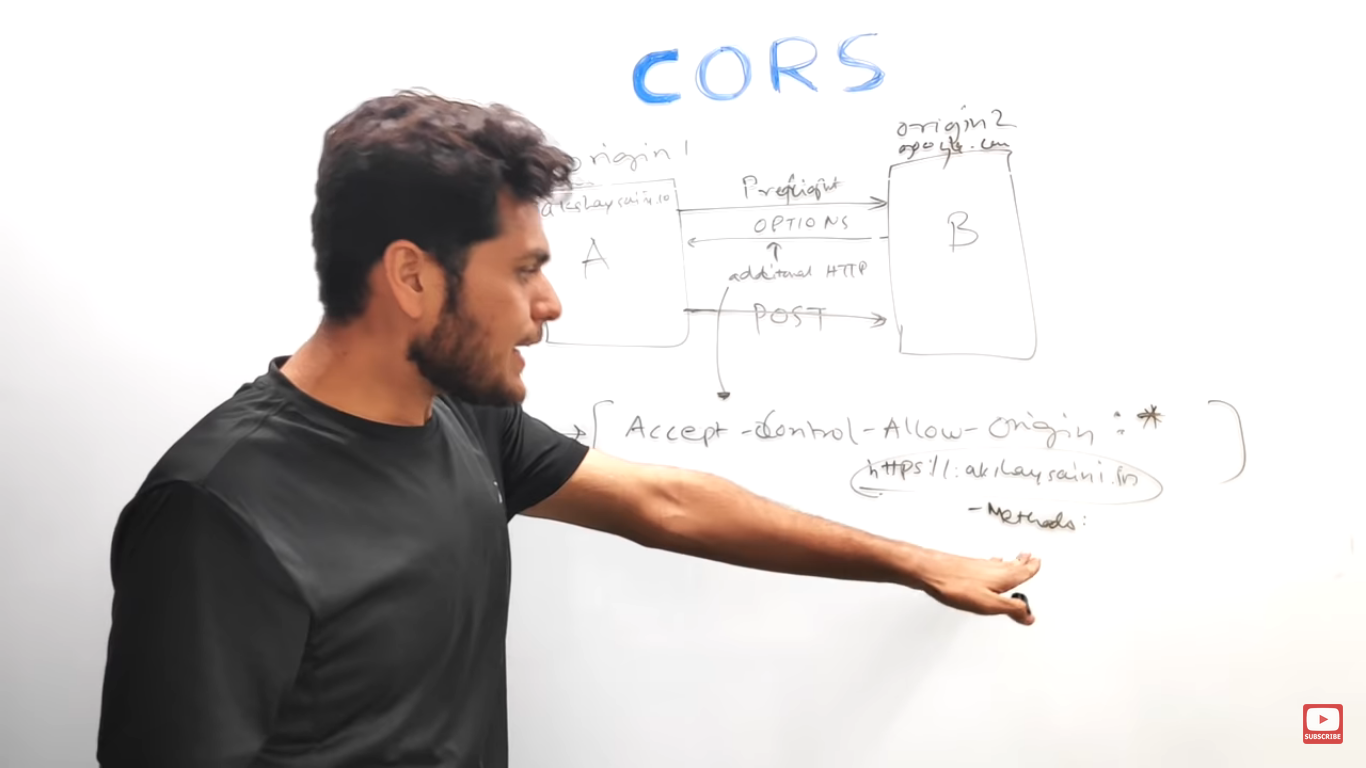 CORS
origin 1
akshaysaini.io
A
Preflight
OPTIONS
additional HTTP
POST
origin 2
google.com
B
Accept-Control-Allow-Origin : *
https://:akshaysaini.in
-Methods:
SUBSCRIBE